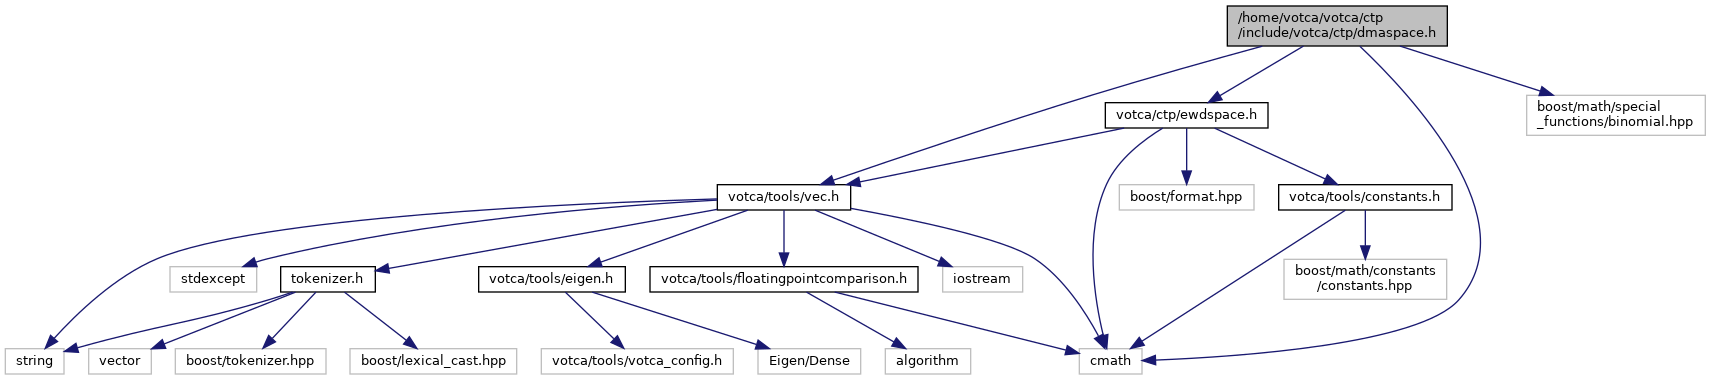 /home/votca/votca/ctp
/include/votca/ctp/dmaspace.h
votca/ctp/ewdspace.h
boost/math/special
_functions/binomial.hpp
votca/tools/vec.h
boost/format.hpp
votca/tools/constants.h
stdexcept
tokenizer.h
votca/tools/eigen.h
votca/tools/floatingpointcomparison.h
iostream
boost/math/constants
/constants.hpp
string
vector
boost/tokenizer.hpp
boost/lexical_cast.hpp
votca/tools/votca_config.h
Eigen/Dense
algorithm
cmath